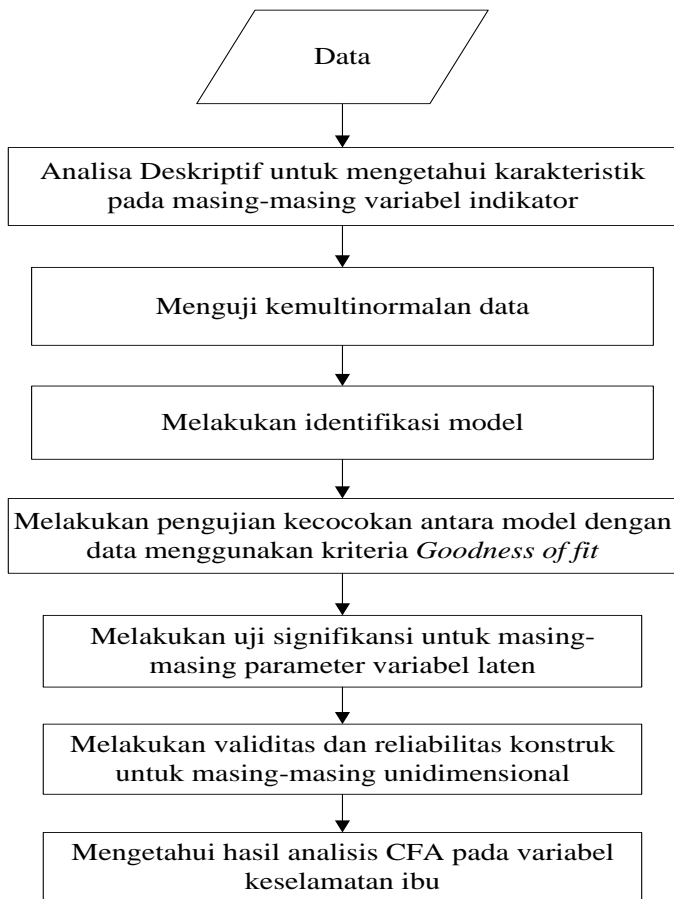 Data
Analisa Deskriptif untuk mengetahui karakteristik
pada masing-masing variabel indikator
Menguji kemultinormalan data
Melakukan identifikasi model
Melakukan pengujian kecocokan antara model dengan
data menggunakan kriteria Goodness of fit
Melakukan uji signifikansi untuk masing-
masing parameter variabel laten
Melakukan validitas dan reliabilitas konstruk
untuk masing-masing unidimensional
Mengetahui hasil analisis CFA pada variabel
keselamatan ibu